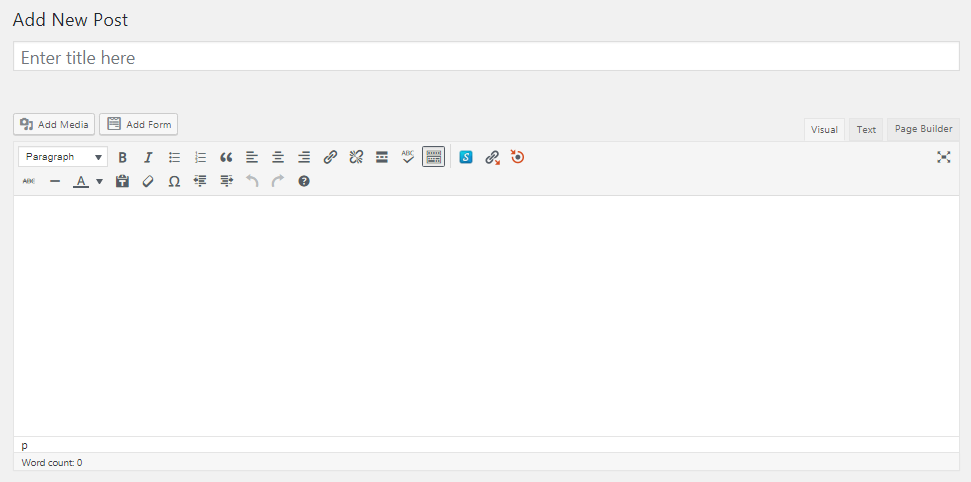 Add New Post
Enter title here
Add Media Add Form
Visual Text Page Builder
Paragraph B I ABC S
ABC A Ω
p
Word count: 0